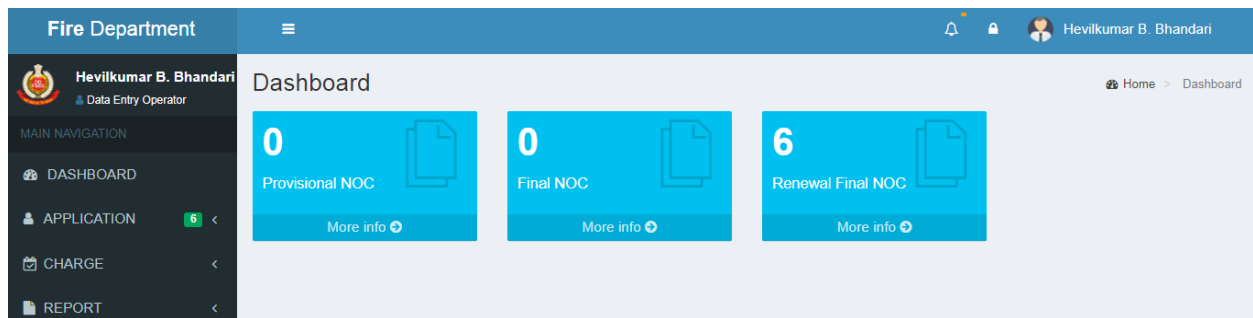 Fire Department
Hevilkumar B. Bhandari
Hevilkumar B. Bhandari
Data Entry Operator
MAIN NAVIGATION
DASHBOARD
APPLICATION 6
CHARGE
REPORT
Dashboard
Home > Dashboard
0
Provisional NOC
More info
0
Final NOC
More info
6
Renewal Final NOC
More info